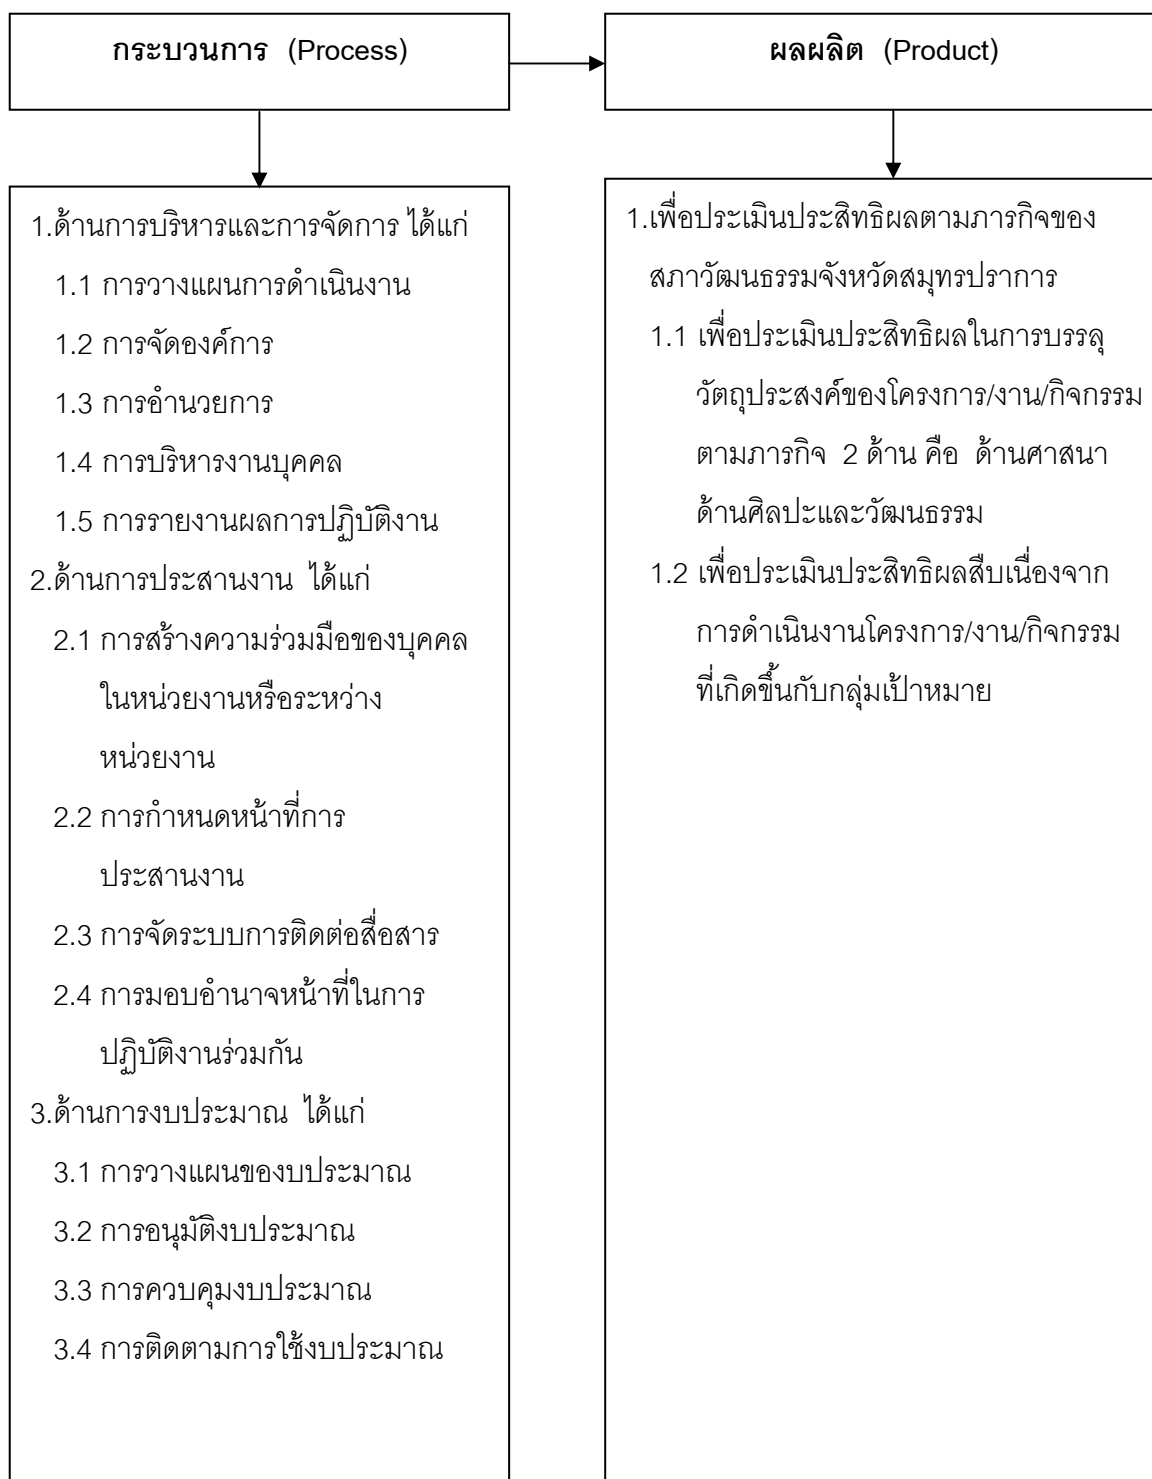 กระบวนการ (Process)
ผลผลิต (Product)
1.ด้านการบริหารและการจัดการ ได้แก่
1.1 การวางแผนการดำเนินงาน
1.2 การจัดองค์การ
1.3 การอำนวยการ
1.4 การบริหารงานบุคคล
1.5 การรายงานผลการปฏิบัติงาน
2.ด้านการประสานงาน ได้แก่
2.1 การสร้างความร่วมมือของบุคคล
ในหน่วยงานหรือระหว่าง
หน่วยงาน
2.2 การกำหนดหน้าที่การ
ประสานงาน
2.3 การจัดระบบการติดต่อสื่อสาร
2.4 การมอบอำนาจหน้าที่ในการ
ปฏิบัติงานร่วมกัน
3.ด้านการงบประมาณ ได้แก่
3.1 การวางแผนของบประมาณ
3.2 การอนุมัติงบประมาณ
3.3 การควบคุมงบประมาณ
3.4 การติดตามการใช้งบประมาณ
1.เพื่อประเมินประสิทธิผลตามภารกิจของ
สภาวัฒนธรรมจังหวัดสมุทรปราการ
1.1 เพื่อประเมินประสิทธิผลในการบรรลุ
วัตถุประสงค์ของโครงการ/งาน/กิจกรรม
ตามภารกิจ 2 ด้าน คือ ด้านศาสนา
ด้านศิลปะและวัฒนธรรม
1.2 เพื่อประเมินประสิทธิผลสืบเนื่องจาก
การดำเนินงานโครงการ/งาน/กิจกรรม
ที่เกิดขึ้นกับกลุ่มเป้าหมาย